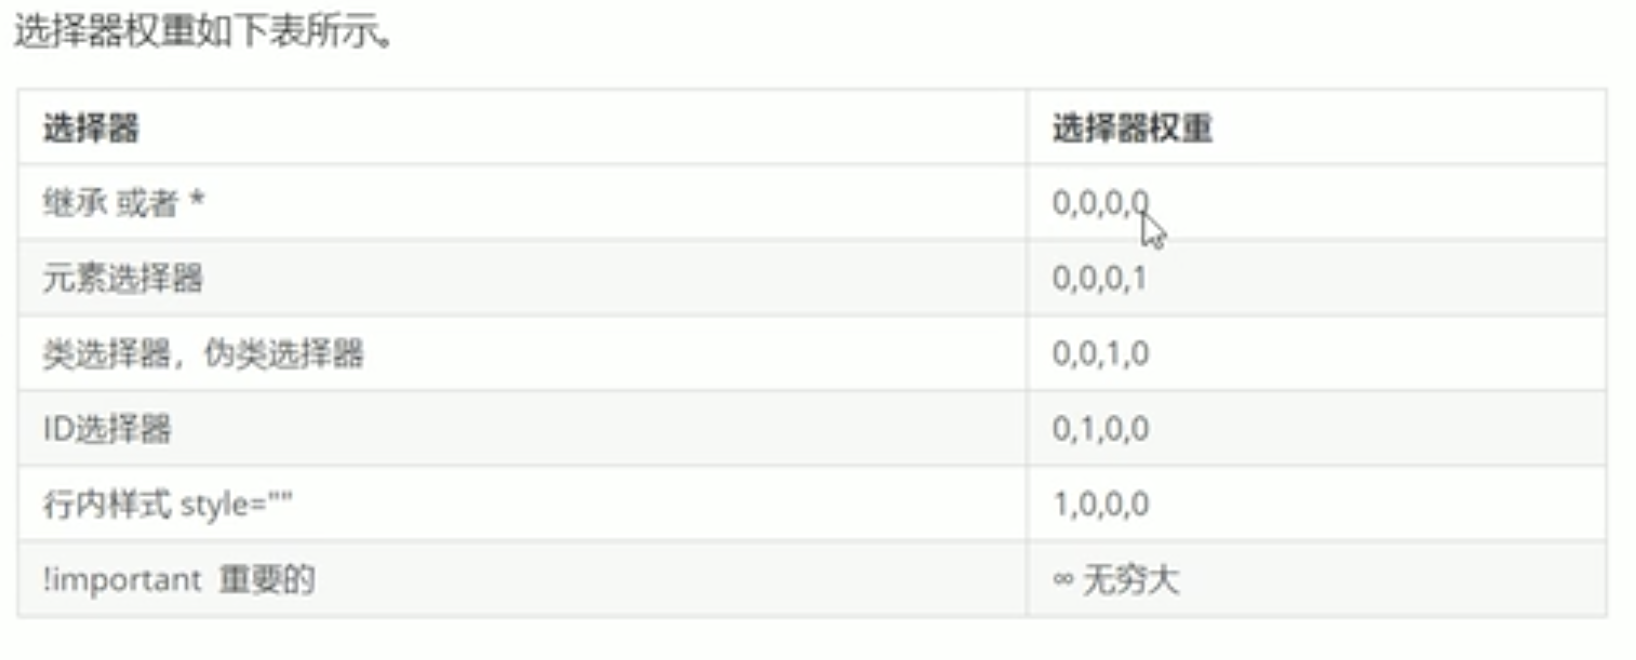 选择器权重如下表所示。
选择器 选择器权重
继承 或者 * 0,0,0,0
元素选择器 0,0,0,1
类选择器，伪类选择器 0,0,1,0
ID选择器 0,1,0,0
行内样式 style="" 1,0,0,0
!important 重要的 ∞ 无穷大